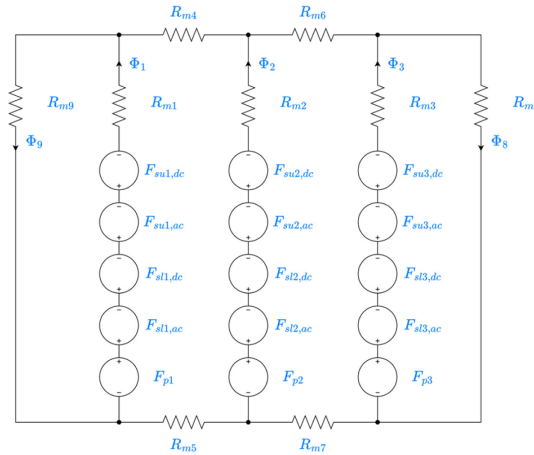 R_{m4} R_{m6}
Φ_1 Φ_2 Φ_3
R_{m9} R_{m1} R_{m2} R_{m3} R_m
Φ_9 Φ_8
- - -
F_{su1,dc} F_{su2,dc} F_{su3,dc}
+ + +
- - -
F_{su1,ac} F_{su2,ac} F_{su3,ac}
+ + +
- - -
F_{sl1,dc} F_{sl2,dc} F_{sl3,dc}
+ + +
- - -
F_{sl1,ac} F_{sl2,ac} F_{sl3,ac}
+ + +
+ + +
F_{p1} F_{p2} F_{p3}
- - -
R_{m5} R_{m7}